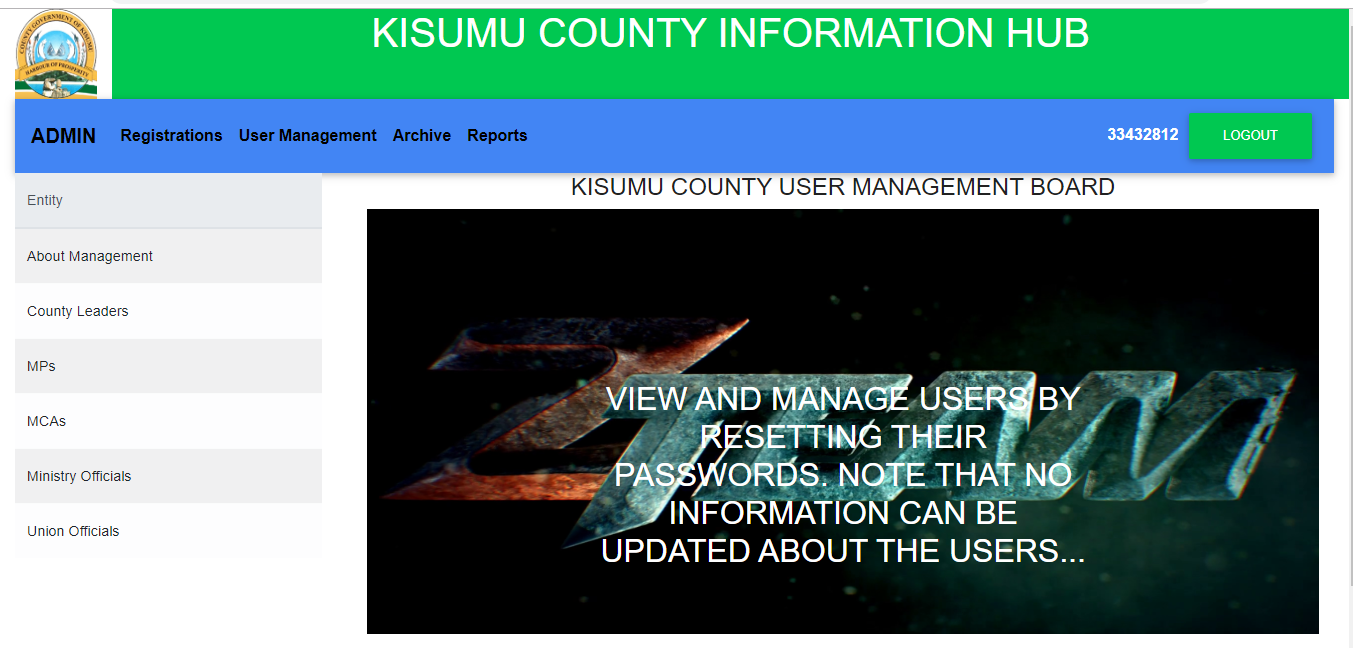 COUNTY GOVERNMENT OF KISUMU
HARBOUR OF PROSPERITY
KISUMU COUNTY INFORMATION HUB
ADMIN Registrations User Management Archive Reports 33432812 LOGOUT
KISUMU COUNTY USER MANAGEMENT BOARD
Entity
About Management
County Leaders
MPs
MCAs
Ministry Officials
Union Officials
Z TEAM
VIEW AND MANAGE USERS BY
RESETTING THEIR
PASSWORDS. NOTE THAT NO
INFORMATION CAN BE
UPDATED ABOUT THE USERS...